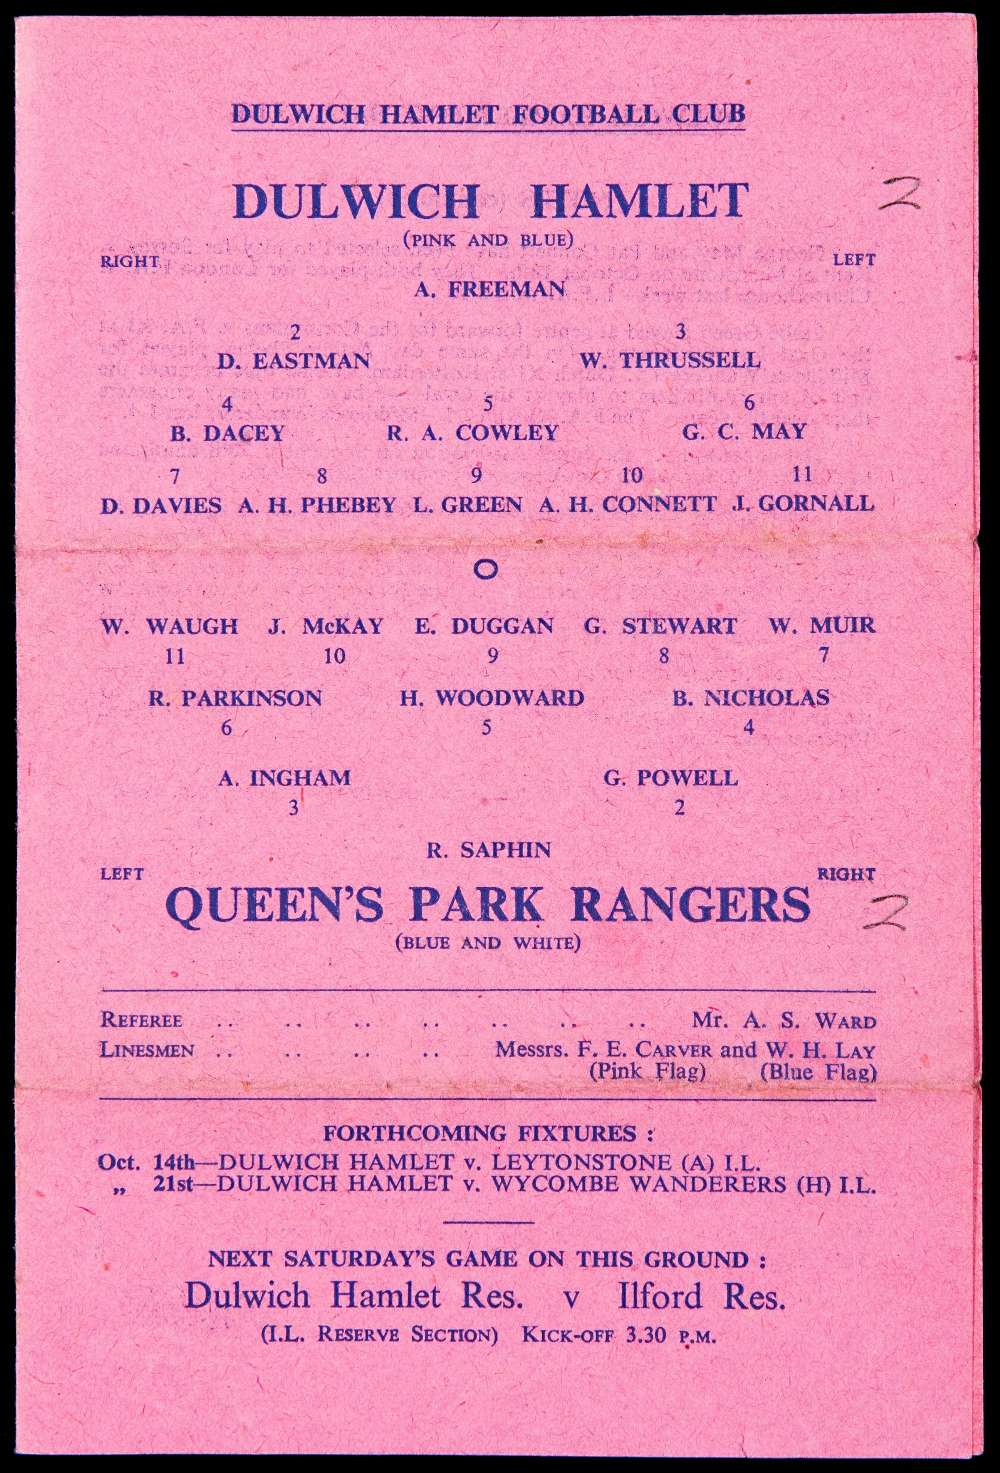 DULWICH HAMLET FOOTBALL CLUB
DULWICH HAMLET 2
(PINK AND BLUE)
RIGHT LEFT
A. FREEMAN
2 3
D. EASTMAN W. THRUSSELL
4 5 6
B. DACEY R. A. COWLEY G. C. MAY
7 8 9 10 11
D. DAVIES A. H. PHEBEY L. GREEN A. H. CONNETT J. GORNALL
O
W. WAUGH J. McKAY E. DUGGAN G. STEWART W. MUIR
11 10 9 8 7
R. PARKINSON H. WOODWARD B. NICHOLAS
6 5 4
A. INGHAM G. POWELL
3 2
R. SAPHIN
LEFT RIGHT
QUEEN'S PARK RANGERS 2
(BLUE AND WHITE)
REFEREE .. .. .. .. .. .. .. Mr. A. S. WARD
LINESMEN .. .. .. .. Messrs. F. E. CARVER and W. H. LAY
(Pink Flag) (Blue Flag)
FORTHCOMING FIXTURES :
Oct. 14th—DULWICH HAMLET v. LEYTONSTONE (A) I.L.
„ 21st—DULWICH HAMLET v. WYCOMBE WANDERERS (H) I.L.
NEXT SATURDAY'S GAME ON THIS GROUND :
Dulwich Hamlet Res. v Ilford Res.
(I.L. RESERVE SECTION) KICK-OFF 3.30 P.M.